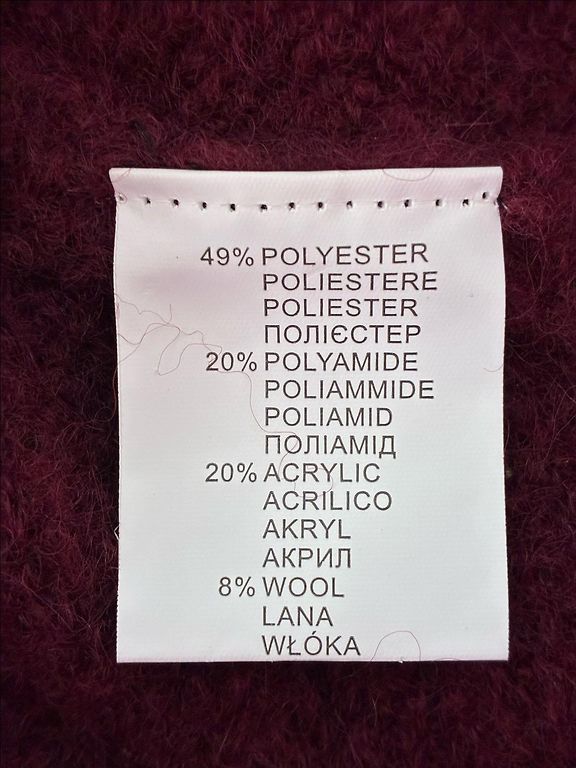 49% POLYESTER
POLIESTERE
POLIESTER
ПОЛІЄСТЕР
20% POLYAMIDE
POLIAMMIDE
POLIAMID
ПОЛІАМІД
20% ACRYLIC
ACRILICO
AKRYL
АКРИЛ
8% WOOL
LANA
WŁÓKA